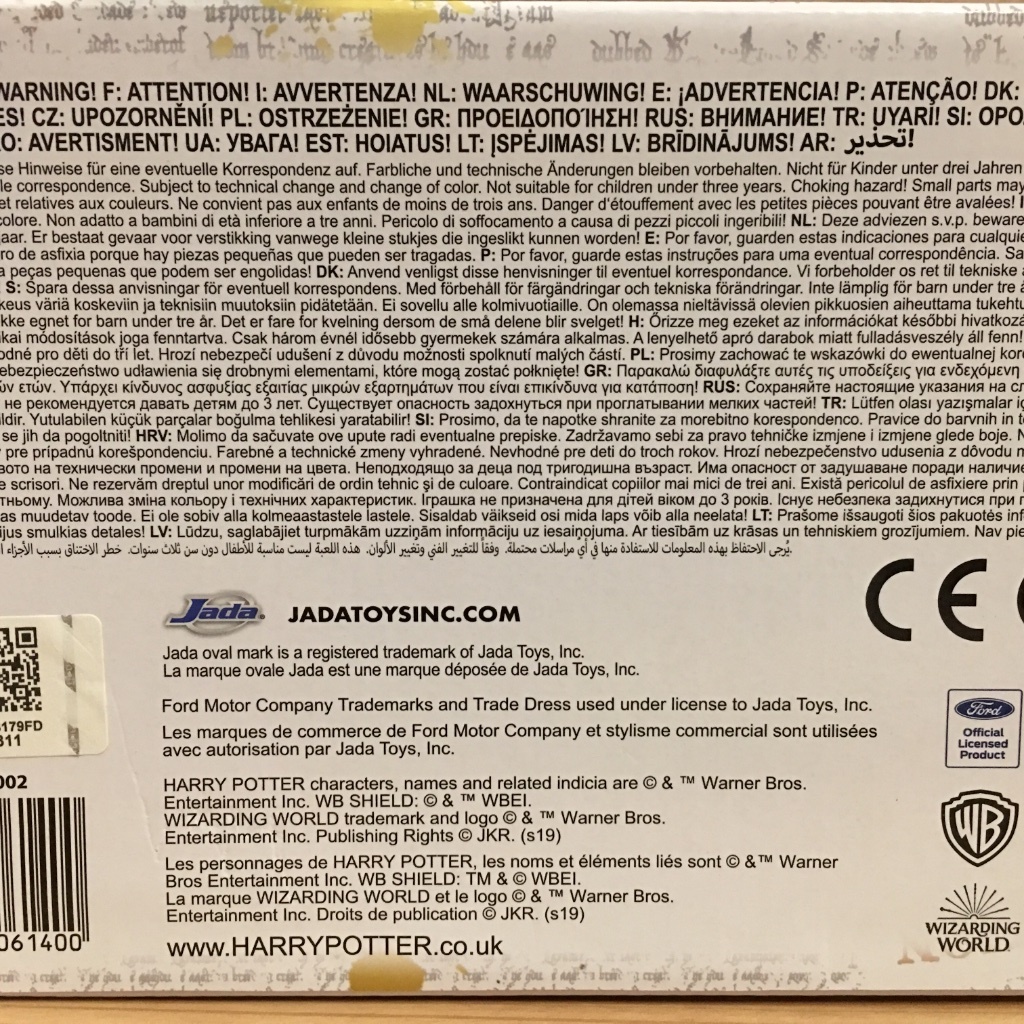 WARNING! F: ATTENTION! I: AVVERTENZA! NL: WAARSCHUWING! E: ¡ADVERTENCIA! P: ATENÇÃO! DK:
ES! CZ: UPOZORNĚNÍ! PL: OSTRZEŻENIE! GR: ΠΡΟΕΙΔΟΠΟΊΗΣΗ! RUS: ВНИМАНИЕ! TR: UYARI! SI: OPO
O: AVERTISMENT! UA: УВАГА! EST: HOIATUS! LT: ĮSPĖJIMAS! LV: BRĪDINĀJUMS! AR: تحذير!
se Hinweise für eine eventuelle Korrespondenz auf. Farbliche und technische Änderungen bleiben vorbehalten. Nicht für Kinder unter drei Jahren
le correspondence. Subject to technical change and change of color. Not suitable for children under three years. Choking hazard! Small parts may
et relatives aux couleurs. Ne convient pas aux enfants de moins de trois ans. Danger d'étouffement avec les petites pièces pouvant être avalées! I
colore. Non adatto a bambini di età inferiore a tre anni. Pericolo di soffocamento a causa di pezzi piccoli ingeribili! NL: Deze adviezen s.v.p. beware
aar. Er bestaat gevaar voor verstikking vanwege kleine stukjes die ingeslikt kunnen worden! E: Por favor, guarden estas indicaciones para cualquie
ro de asfixia porque hay piezas pequeñas que pueden ser tragadas. P: Por favor, guarde estas instruções para uma eventual correspondência. Sa
a peças pequenas que podem ser engolidas! DK: Anvend venligst disse henvisninger til eventuel korrespondance. Vi forbeholder os ret til tekniske
S: Spara dessa anvisningar för eventuell korrespondens. Med förbehåll för färgändringar och tekniska förändringar. Inte lämplig för barn under tre å
keus väriä koskeviin ja teknisiin muutoksiin pidätetään. Ei sovellu alle kolmivuotiaille. On olemassa nieltävissä olevien pikkuosien aiheuttama tukehtu
kke egnet for barn under tre år. Det er fare for kvelning dersom de små delene blir svelget! H: Őrizze meg ezeket az információkat későbbi hivatkozá
ikai módosítások joga fenntartva. Csak három évnél idősebb gyermekek számára alkalmas. A lenyelhető apró darabok miatt fulladásveszély áll fenn!
odné pro děti do tří let. Hrozí nebezpečí udušení z důvodu možnosti spolknutí malých částí. PL: Prosimy zachować te wskazówki do ewentualnej kore
ebezpieczeństwo udławienia się drobnymi elementami, które mogą zostać połknięte! GR: Παρακαλώ διαφυλάξτε αυτές τις υποδείξεις για ενδεχόμενη
ών ετών. Υπάρχει κίνδυνος ασφυξίας εξαιτίας μικρών εξαρτημάτων που είναι επικίνδυνα για κατάποση! RUS: Сохраняйте настоящие указания на сл
не рекомендуется давать детям до 3 лет. Существует опасность задохнуться при проглатывании мелких частей! TR: Lütfen olası yazışmalar iç
ildir. Yutulabilen küçük parçalar boğulma tehlikesi yaratabilir! SI: Prosimo, da te napotke shranite za morebitno korespondenco. Pravice do barvnih in t
se jih da pogoltniti! HRV: Molimo da sačuvate ove upute radi eventualne prepiske. Zadržavamo sebi za pravo tehničke izmjene i izmjene glede boje. N
pre prípadnú korešpondenciu. Farebné a technické zmeny vyhradené. Nevhodné pre deti do troch rokov. Hrozí nebezpečenstvo udusenia z dôvodu m
вото на технически промени и промени на цвета. Неподходящо за деца под тригодишна възраст. Има опасност от задушаване поради наличие
e scrisori. Ne rezervăm dreptul unor modificări de ordin tehnic şi de culoare. Contraindicat copiilor mai mici de trei ani. Există pericolul de asfixiere prin
тньому. Можлива зміна кольору і технічних характеристик. Іграшка не призначена для дітей віком до 3 років. Існує небезпека задихнутися при
as muudetav toode. Ei ole sobiv alla kolmeaastastele lastele. Sisaldab väikseid osi mida laps võib alla neelata! LT: Prašome išsaugoti šios pakuotės inf
ijus smulkias detales! LV: Lūdzu, saglabājiet turpmākām uzziņām informāciju uz iesaiņojuma. Ar tiesībām uz krāsas un tehniskiem grozījumiem. Nav pie
يُرجى الاحتفاظ بهذه المعلومات للاستفادة منها في أي مراسلات محتملة. وفقًا للتغيير الفني وتغيير الألوان. هذه اللعبة ليست مناسبة للأطفال دون سن ثلاث سنوات. خطر الاختناق بسبب الأجزاء ا
Jada JADATOYSINC.COM
CE
Jada oval mark is a registered trademark of Jada Toys, Inc.
La marque ovale Jada est une marque déposée de Jada Toys, Inc.
Ford Motor Company Trademarks and Trade Dress used under license to Jada Toys, Inc.
Les marques de commerce de Ford Motor Company et stylisme commercial sont utilisées
avec autorisation par Jada Toys, Inc.
Ford
Official
Licensed
Product
179FD
311
002
HARRY POTTER characters, names and related indicia are © & ™ Warner Bros.
Entertainment Inc. WB SHIELD: © & ™ WBEI.
WIZARDING WORLD trademark and logo © & ™ Warner Bros.
Entertainment Inc. Publishing Rights © JKR. (s19)
Les personnages de HARRY POTTER, les noms et éléments liés sont © &™ Warner
Bros Entertainment Inc. WB SHIELD: TM & © WBEI.
La marque WIZARDING WORLD et le logo © & ™ Warner Bros.
Entertainment Inc. Droits de publication © JKR. (s19)
WB
WIZARDING
WORLD
061400
www.HARRYPOTTER.co.uk